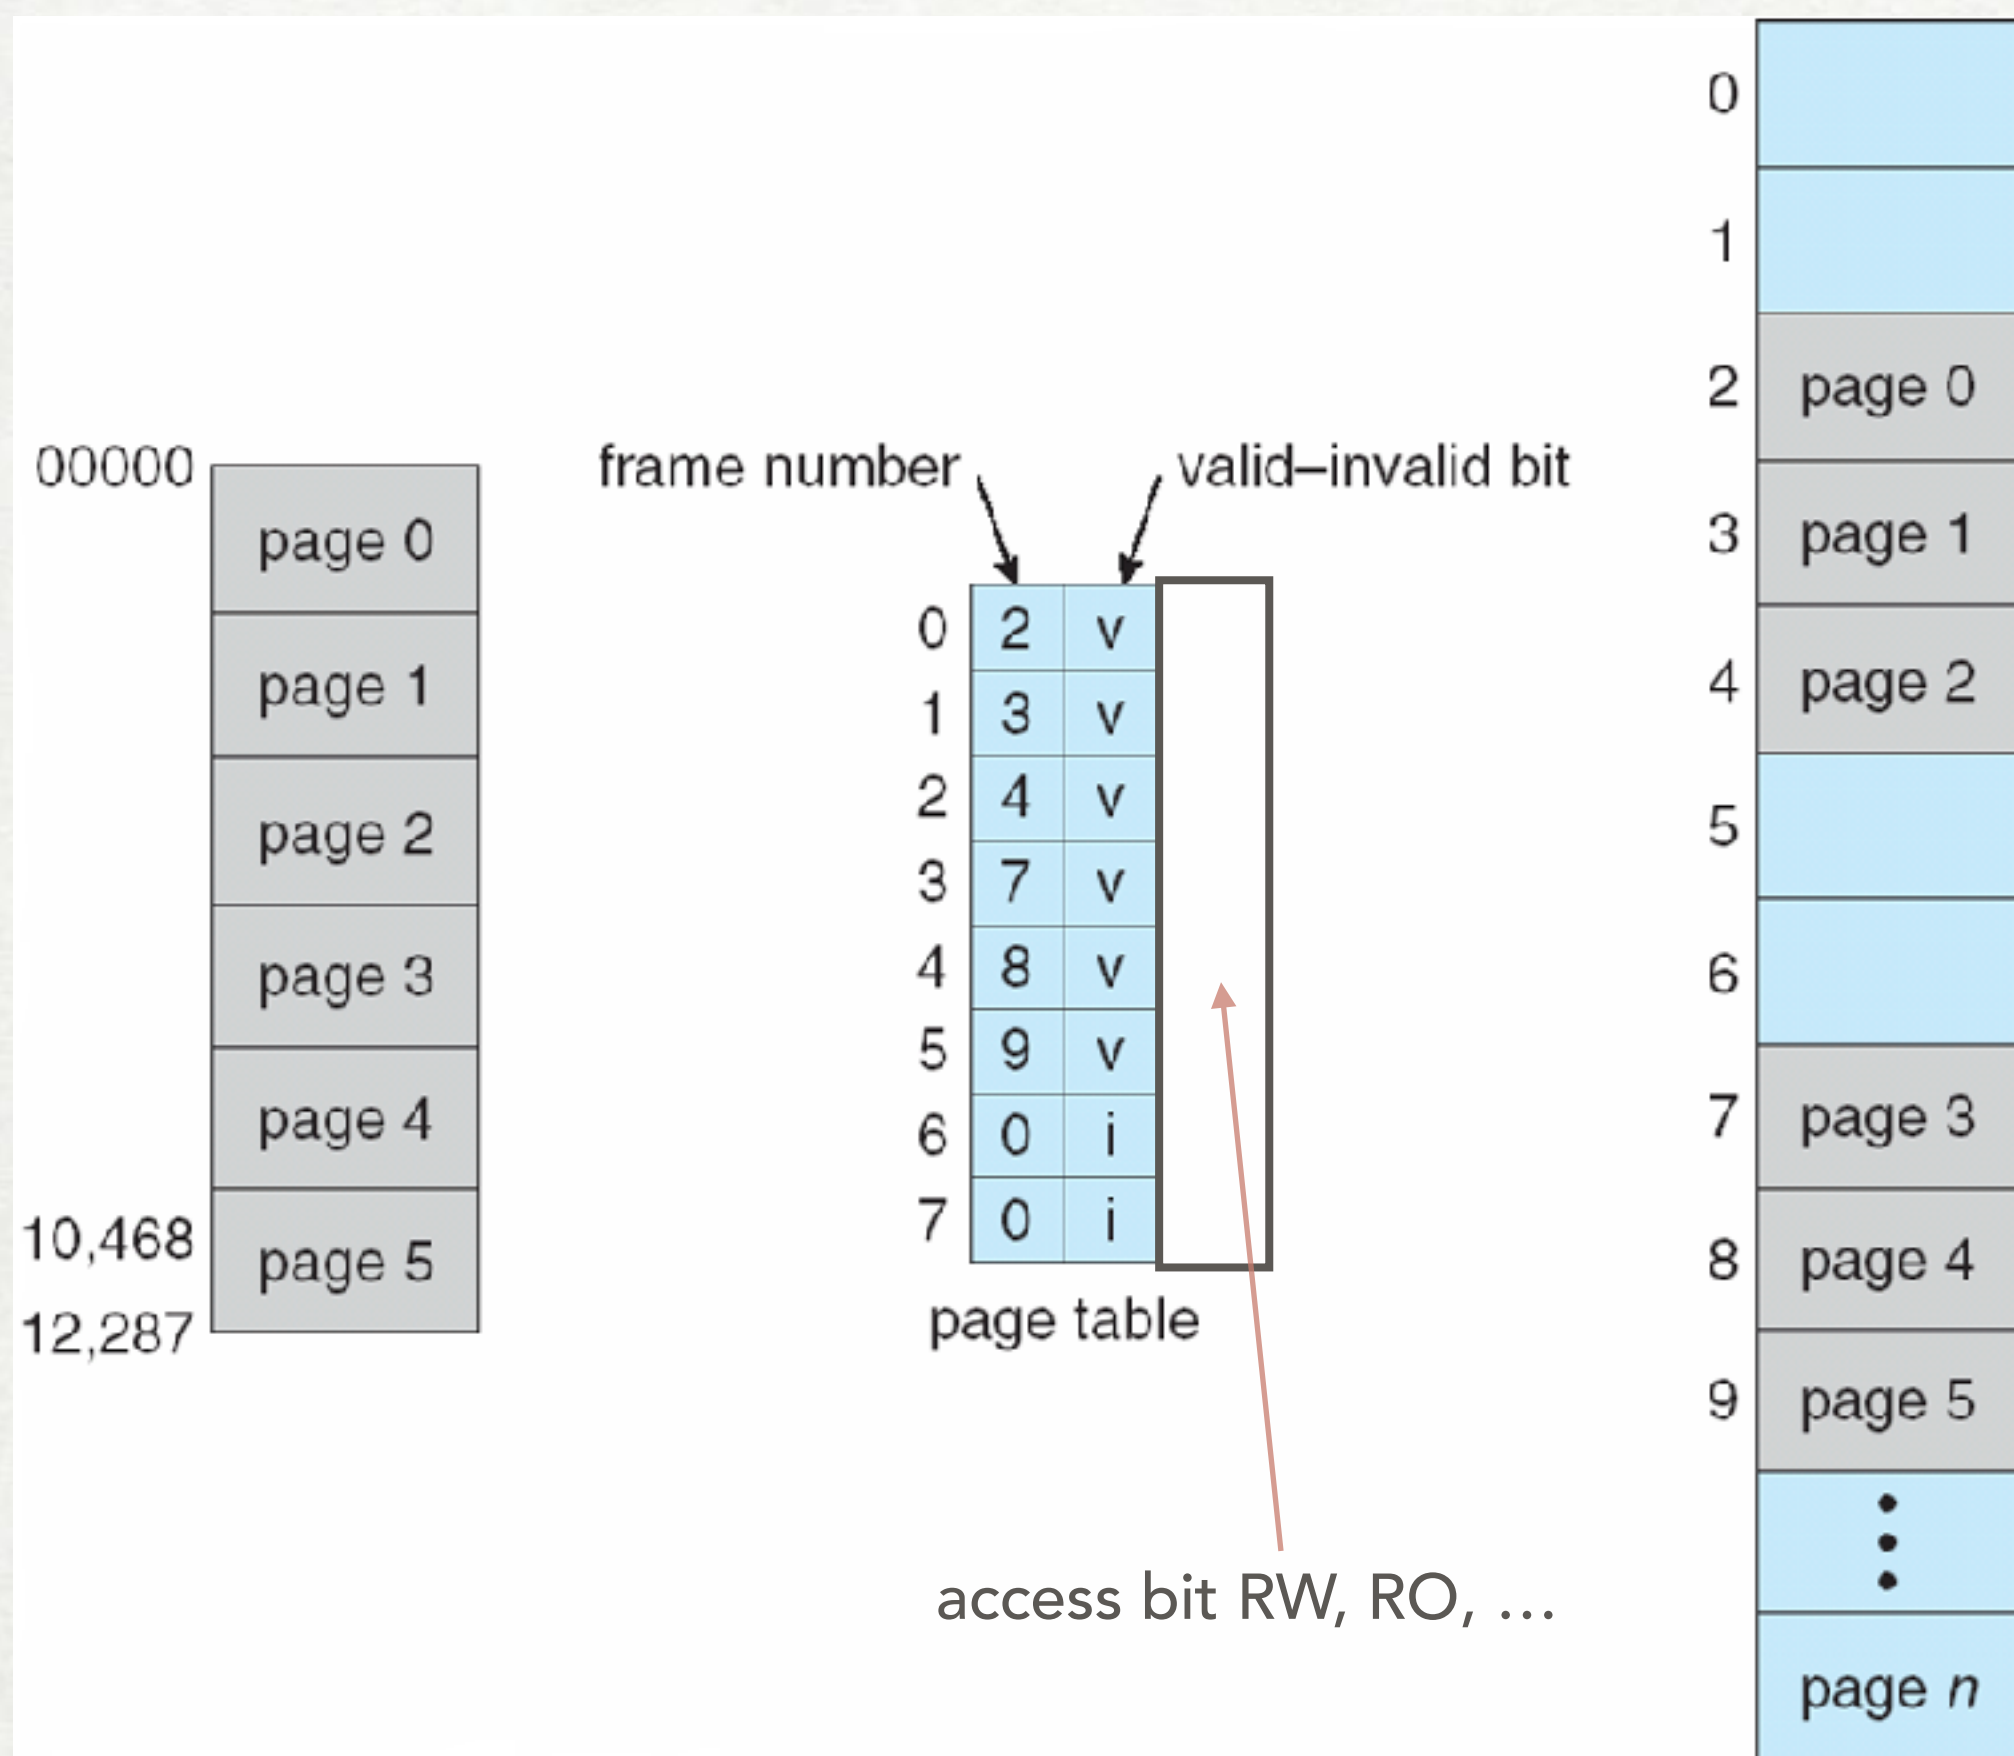 00000
page 0
page 1
page 2
page 3
page 4
10,468
page 5
12,287
frame number
valid–invalid bit
0 2 v
1 3 v
2 4 v
3 7 v
4 8 v
5 9 v
6 0 i
7 0 i
page table
access bit RW, RO, …
0
1
2 page 0
3 page 1
4 page 2
5
6
7 page 3
8 page 4
9 page 5
page n